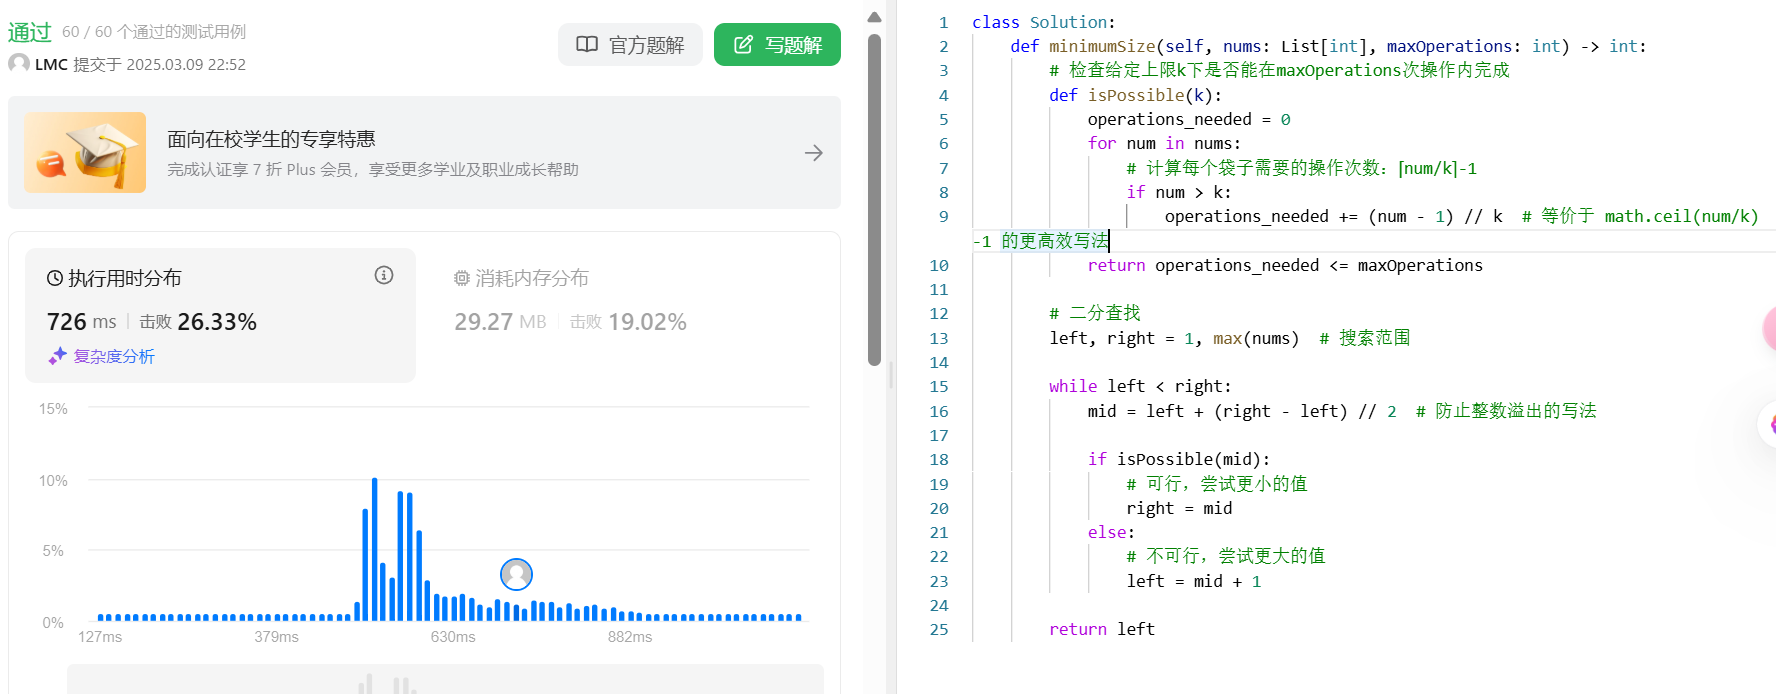 通过 60 / 60 个通过的测试用例
LMC 提交于 2025.03.09 22:52
官方题解
写题解
面向在校学生的专享特惠
完成认证享 7 折 Plus 会员，享受更多学业及职业成长帮助
执行用时分布
726 ms 击败 26.33%
复杂度分析
消耗内存分布
29.27 MB 击败 19.02%
15%
10%
5%
0%
127ms 379ms 630ms 882ms
1 class Solution:
2 def minimumSize(self, nums: List[int], maxOperations: int) -> int:
3 # 检查给定上限k下是否能在maxOperations次操作内完成
4 def isPossible(k):
5 operations_needed = 0
6 for num in nums:
7 # 计算每个袋子需要的操作次数：⌈num/k⌉-1
8 if num > k:
9 operations_needed += (num - 1) // k  # 等价于 math.ceil(num/k)
-1 的更高效写法
10 return operations_needed <= maxOperations
11
12 # 二分查找
13 left, right = 1, max(nums)  # 搜索范围
14
15 while left < right:
16 mid = left + (right - left) // 2  # 防止整数溢出的写法
17
18 if isPossible(mid):
19 # 可行，尝试更小的值
20 right = mid
21 else:
22 # 不可行，尝试更大的值
23 left = mid + 1
24
25 return left